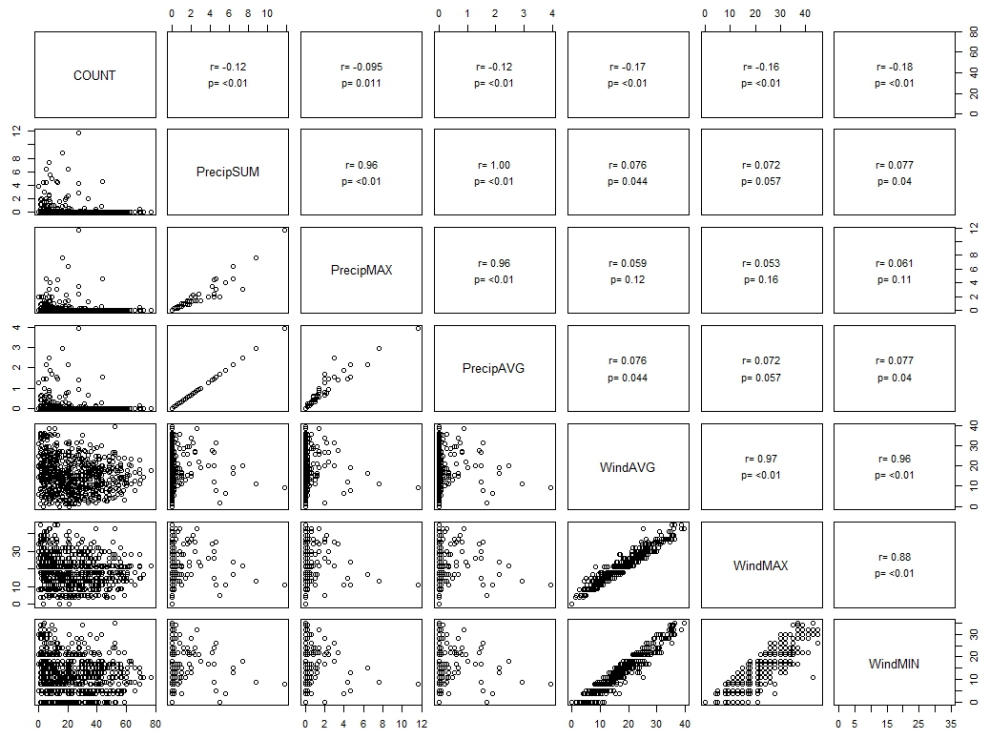 0 2 4 6 8 10
0 1 2 3 4
0 20 40
COUNT
r= -0.12
p= <0.01
r= -0.095
p= 0.011
r= -0.12
p= <0.01
r= -0.17
p= <0.01
r= -0.16
p= <0.01
r= -0.18
p= <0.01
0 20 40 60 80
0 2 4 6 8 12
PrecipSUM
r= 0.96
p= <0.01
r= 1.00
p= <0.01
r= 0.076
p= 0.044
r= 0.072
p= 0.057
r= 0.077
p= 0.04
PrecipMAX
r= 0.96
p= <0.01
r= 0.059
p= 0.12
r= 0.053
p= 0.16
r= 0.061
p= 0.11
0 2 4 6 8 12
0 1 2 3 4
PrecipAVG
r= 0.076
p= 0.044
r= 0.072
p= 0.057
r= 0.077
p= 0.04
WindAVG
r= 0.97
p= <0.01
r= 0.96
p= <0.01
0 10 20 30 40
0 10 30
WindMAX
r= 0.88
p= <0.01
WindMIN
0 10 20 30
0 20 40 60 80
0 2 4 6 8 10 12
0 10 20 30 40
0 5 15 25 35